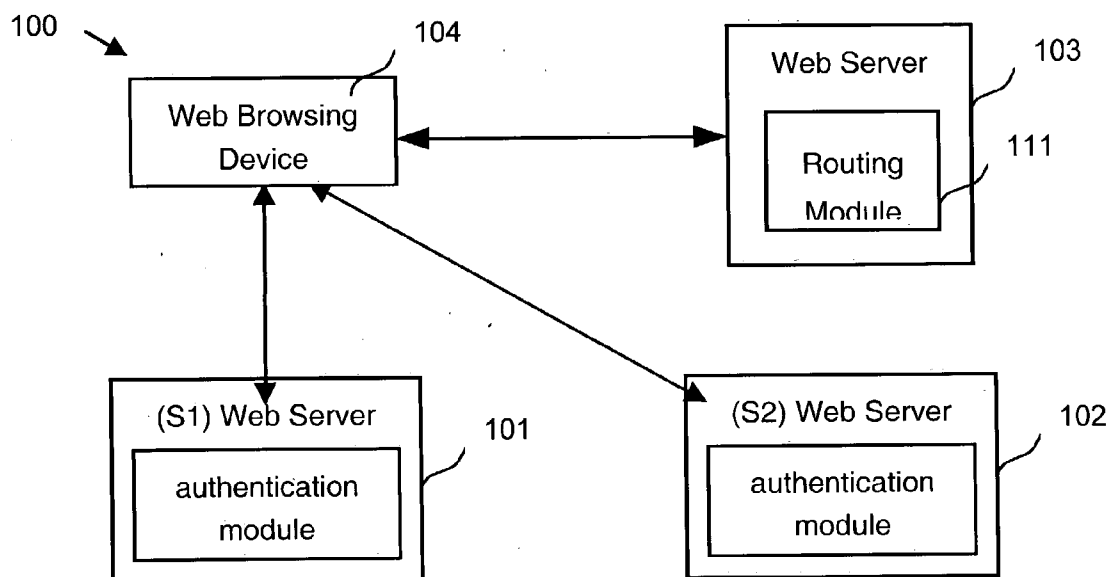 100
104
Web Browsing
Device
Web Server
103
Routing
Module
111
(S1) Web Server
101
authentication
module
(S2) Web Server
102
authentication
module